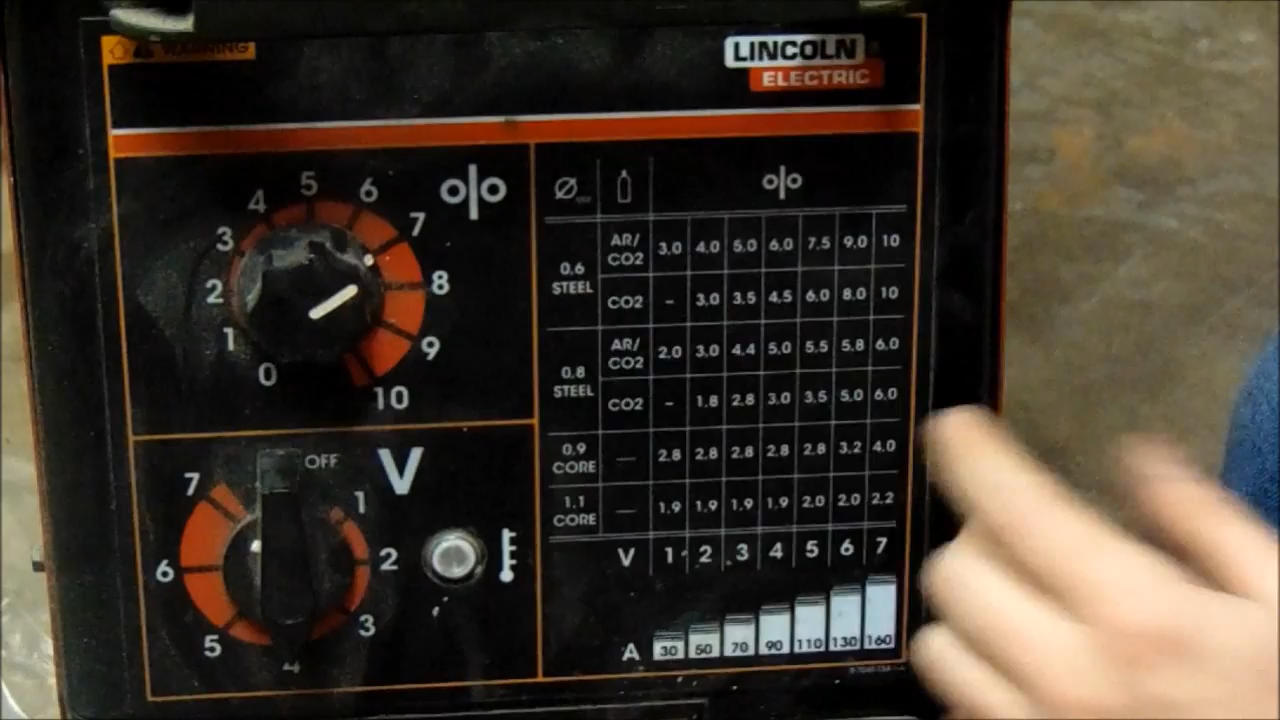 WARNING
LINCOLN
ELECTRIC
0 1 2 3 4 5 6 7 8 9 10
OFF
V
1 2 3 4 5 6 7
Ø
0.6 STEEL AR/CO2 3.0 4.0 5.0 6.0 7.5 9.0 10
CO2 – 3.0 3.5 4.5 6.0 8.0 10
0.8 STEEL AR/CO2 2.0 3.0 4.4 5.0 5.5 5.8 6.0
CO2 – 1.8 2.8 3.0 3.5 5.0 6.0
0.9 CORE — 2.8 2.8 2.8 2.8 2.8 3.2 4.0
1.1 CORE — 1.9 1.9 1.9 1.9 2.0 2.0 2.2
V 1 2 3 4 5 6 7
A 30 50 70 90 110 130 160